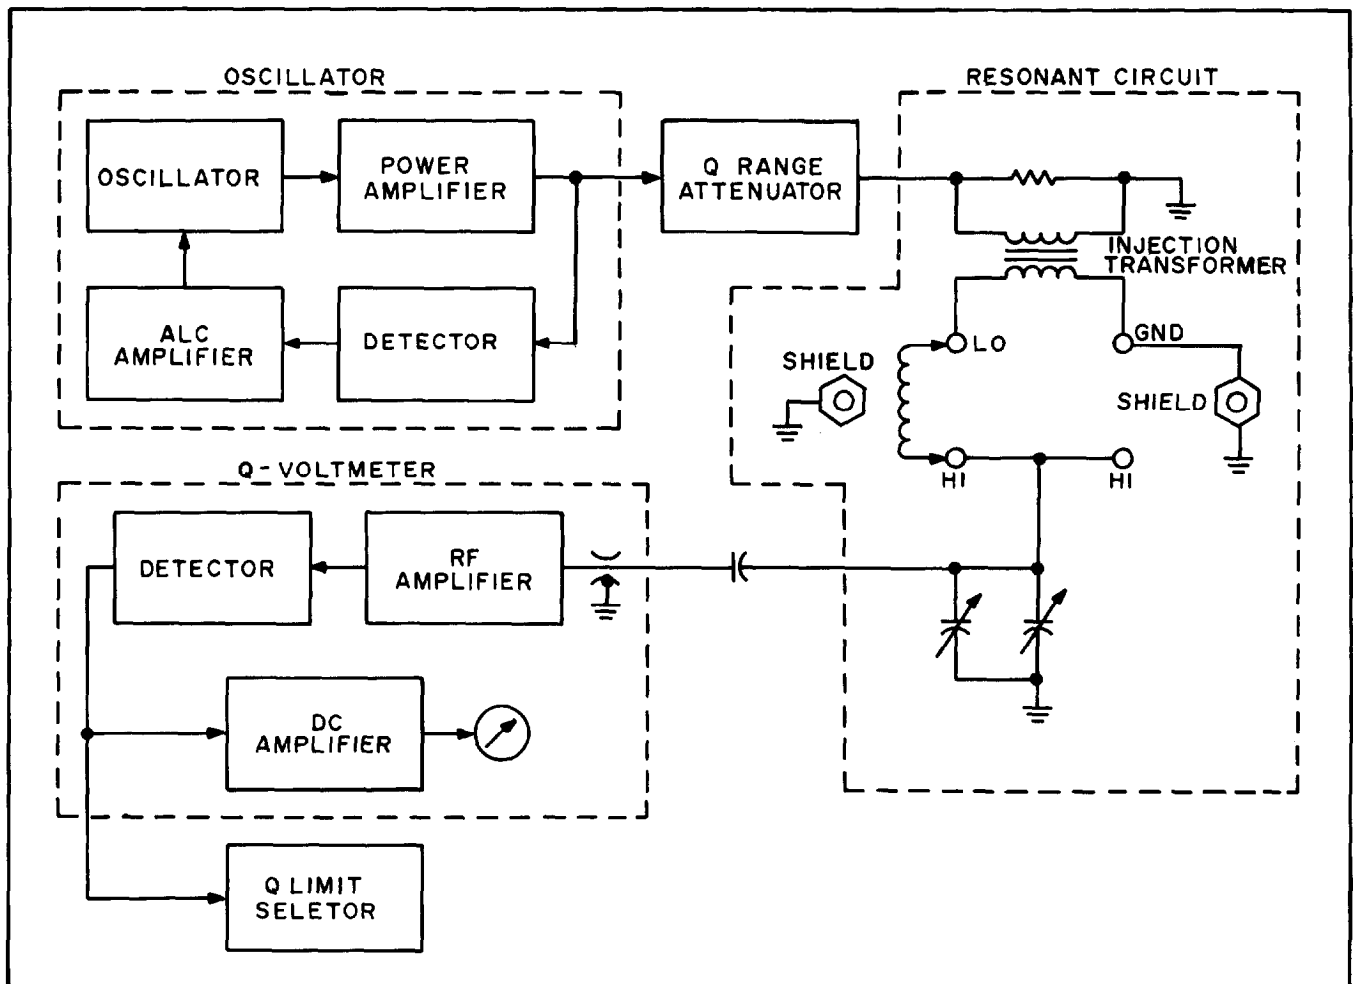 OSCILLATOR
RESONANT CIRCUIT
OSCILLATOR
POWER
AMPLIFIER
Q RANGE
ATTENUATOR
INJECTION
TRANSFORMER
ALC
AMPLIFIER
DETECTOR
LO
GND
SHIELD
SHIELD
HI
HI
Q-VOLTMETER
DETECTOR
RF
AMPLIFIER
DC
AMPLIFIER
Q LIMIT
SELETOR